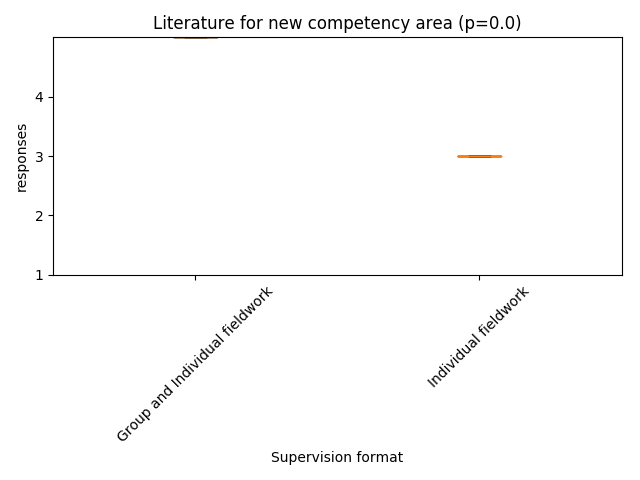 Literature for new competency area (p=0.0)
responses
4
3
2
1
Group and Individual fieldwork
Individual fieldwork
Supervision format